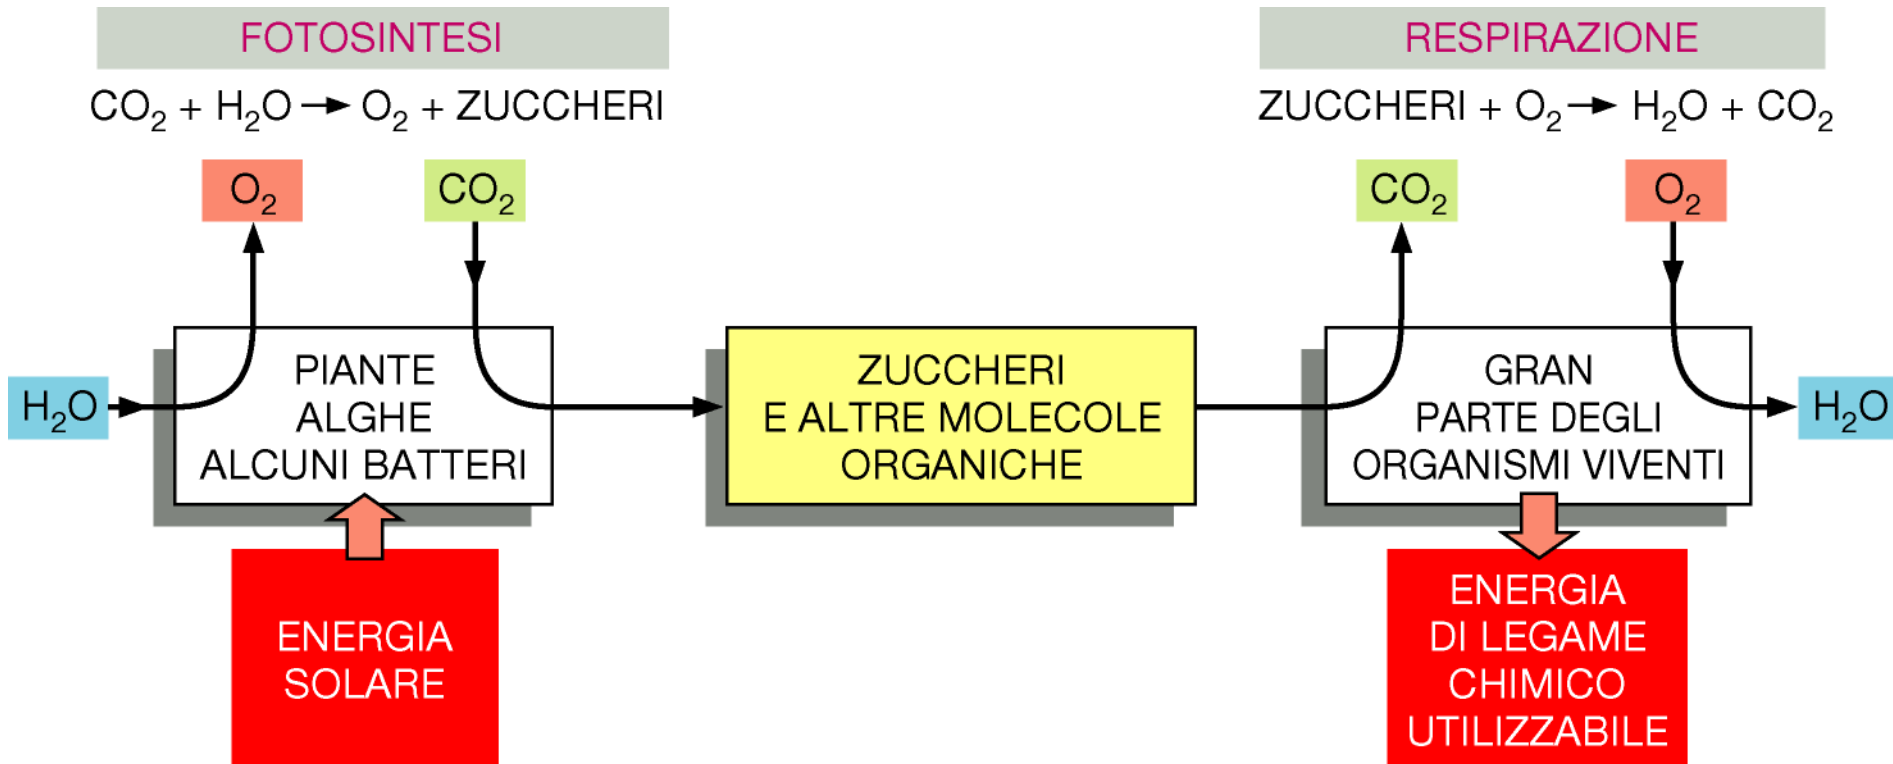 FOTOSINTESI
CO₂ + H₂O → O₂ + ZUCCHERI
O₂
CO₂
H₂O
PIANTE
ALGHE
ALCUNI BATTERI
ENERGIA
SOLARE
ZUCCHERI
E ALTRE MOLECOLE
ORGANICHE
RESPIRAZIONE
ZUCCHERI + O₂ → H₂O + CO₂
CO₂
O₂
GRAN
PARTE DEGLI
ORGANISMI VIVENTI
H₂O
ENERGIA
DI LEGAME
CHIMICO
UTILIZZABILE